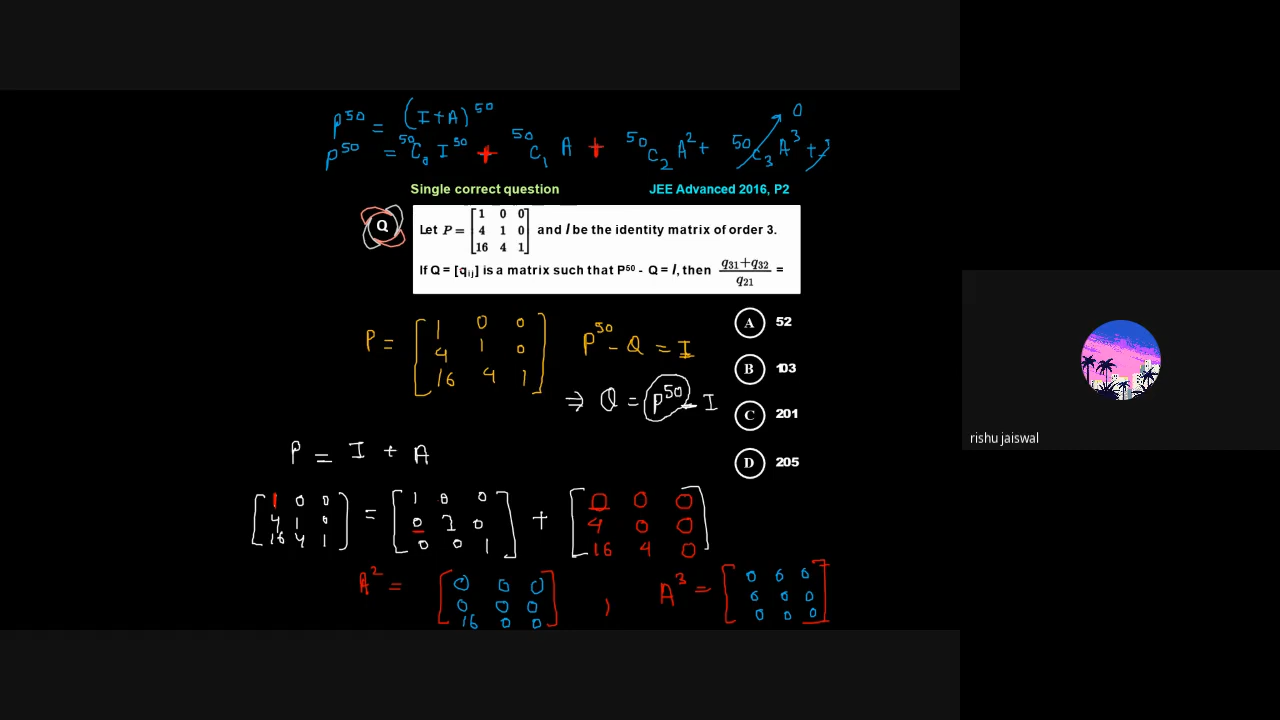 P⁵⁰ = (I+A)⁵⁰
P⁵⁰ = ⁵⁰C₀ I⁵⁰ + ⁵⁰C₁ A + ⁵⁰C₂ A² + ⁵⁰C₃ A³ +
0
Single correct question JEE Advanced 2016, P2
Q
Let P = [1 0 0
4 1 0
16 4 1] and I be the identity matrix of order 3.
If Q = [qᵢⱼ] is a matrix such that P⁵⁰ - Q = I, then (q₃₁+q₃₂)/q₂₁ =
A 52
B 103
C 201
D 205
P = [1 0 0
4 1 0
16 4 1]
P⁵⁰ - Q = I
⇒ Q = P⁵⁰ - I
P = I + A
[1 0 0
4 1 0
16 4 1] = [1 0 0
0 1 0
0 0 1] + [0 0 0
4 0 0
16 4 0]
A² = [0 0 0
0 0 0
16 0 0] , A³ = [0 0 0
0 0 0
0 0 0]
rishu jaiswal